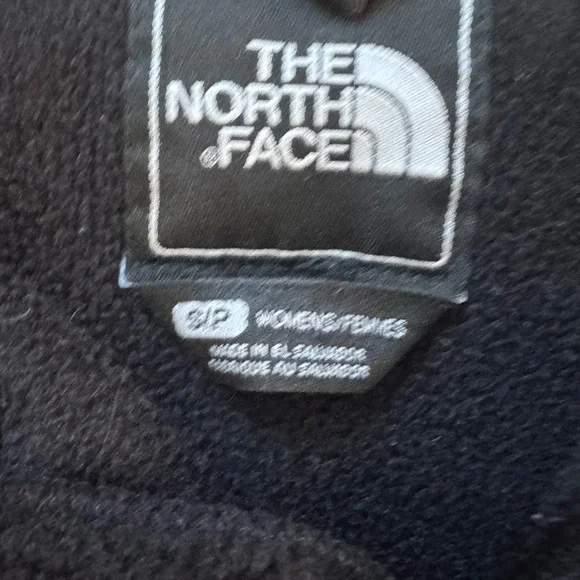 THE
NORTH
®FACE
S/P WOMENS/FEMMES
MADE IN EL SALVADOR
FABRIQUE AU SALVADOR